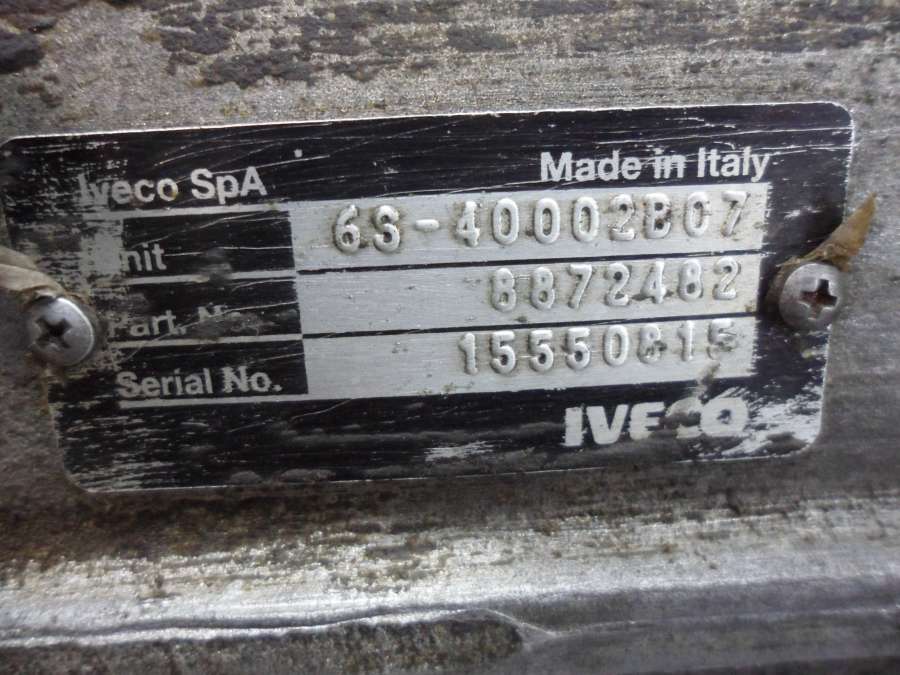 Iveco SpA Made in Italy
Unit 6S-40002B07
Part. No. 8872482
Serial No. 15550815
IVECO